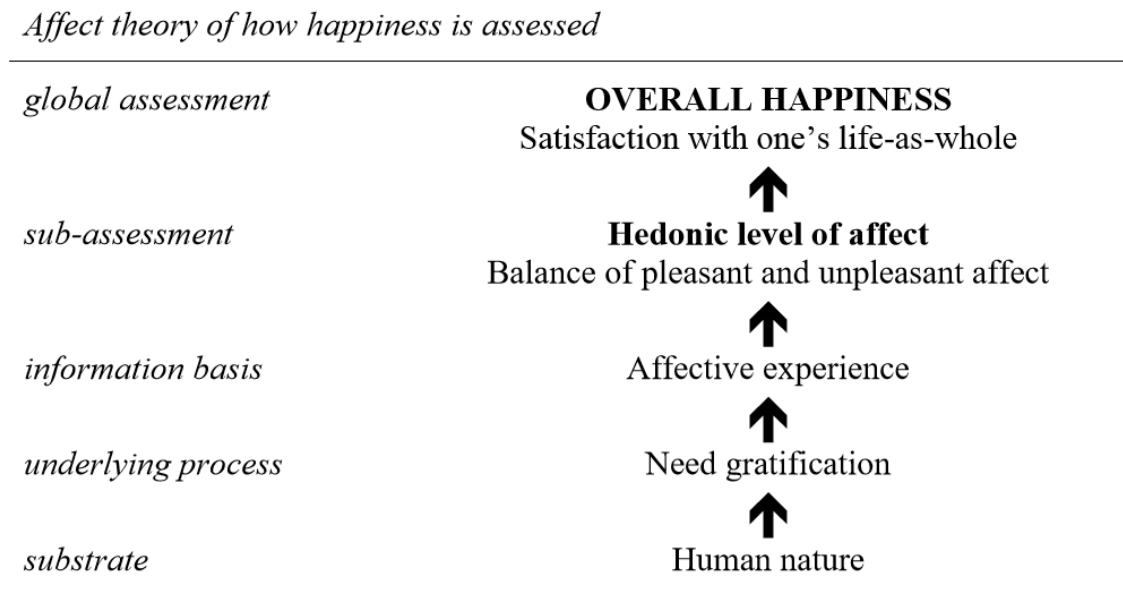 Affect theory of how happiness is assessed
global assessment OVERALL HAPPINESS
Satisfaction with one’s life-as-whole
sub-assessment Hedonic level of affect
Balance of pleasant and unpleasant affect
information basis Affective experience
underlying process Need gratification
substrate Human nature